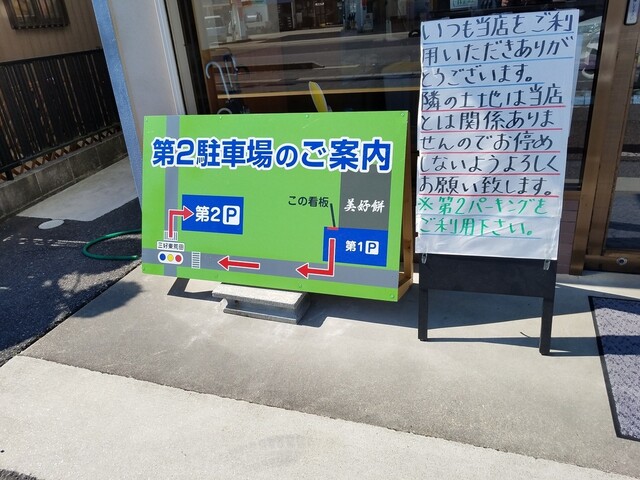 第2駐車場のご案内
この看板
美好餅
第2P
第1P
三好東荒田
いつも当店をご利
用いただきありが
とうございます。
隣の土地は当店
とは関係ありま
せんのでお停め
しないようよろしく
お願い致します。
※第2パーキングを
ご利用下さい。